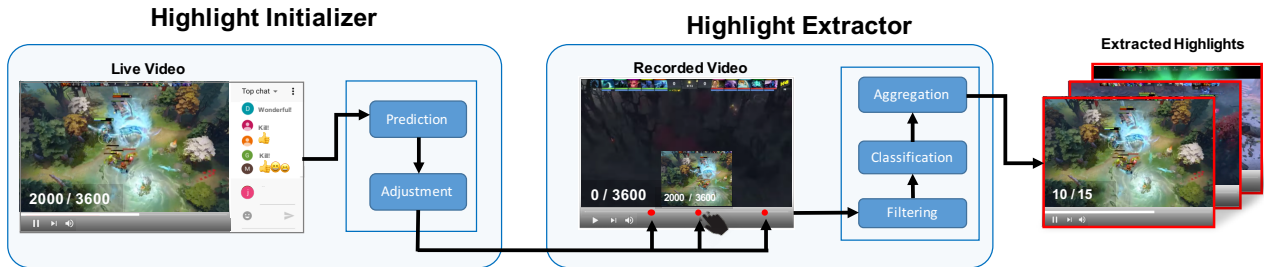 Highlight Initializer
Live Video
Top chat
D Wonderful!
Kill!
G Kill!
M
j
2000 / 3600
Prediction
Adjustment
Highlight Extractor
Recorded Video
0 / 3600
2000 / 3600
Aggregation
Classification
Filtering
Extracted Highlights
10 / 15